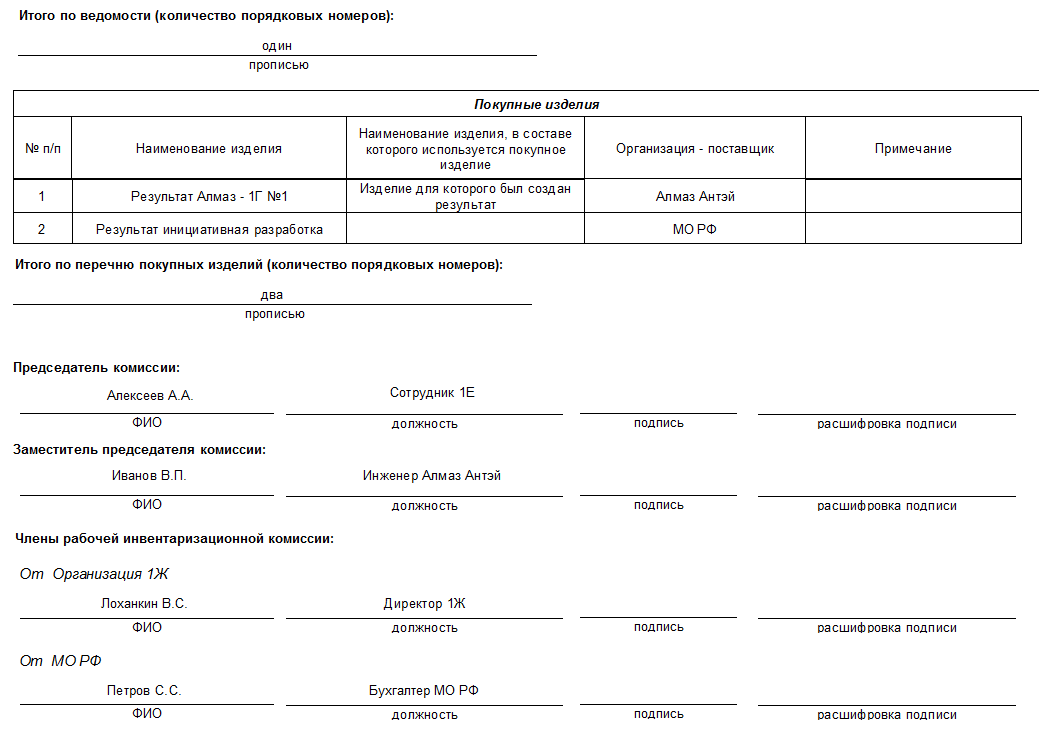 Итого по ведомости (количество порядковых номеров):
один
прописью
Покупные изделия
№ п/п Наименование изделия Наименование изделия, в составе которого используется покупное изделие Организация - поставщик Примечание
1 Результат Алмаз - 1Г №1 Изделие для которого был создан результат Алмаз Антэй
2 Результат инициативная разработка МО РФ
Итого по перечню покупных изделий (количество порядковых номеров):
два
прописью
Председатель комиссии:
Алексеев А.А. Сотрудник 1Е
ФИО должность подпись расшифровка подписи
Заместитель председателя комиссии:
Иванов В.П. Инженер Алмаз Антэй
ФИО должность подпись расшифровка подписи
Члены рабочей инвентаризационной комиссии:
От Организация 1Ж
Лоханкин В.С. Директор 1Ж
ФИО должность подпись расшифровка подписи
От МО РФ
Петров С.С. Бухгалтер МО РФ
ФИО должность подпись расшифровка подписи